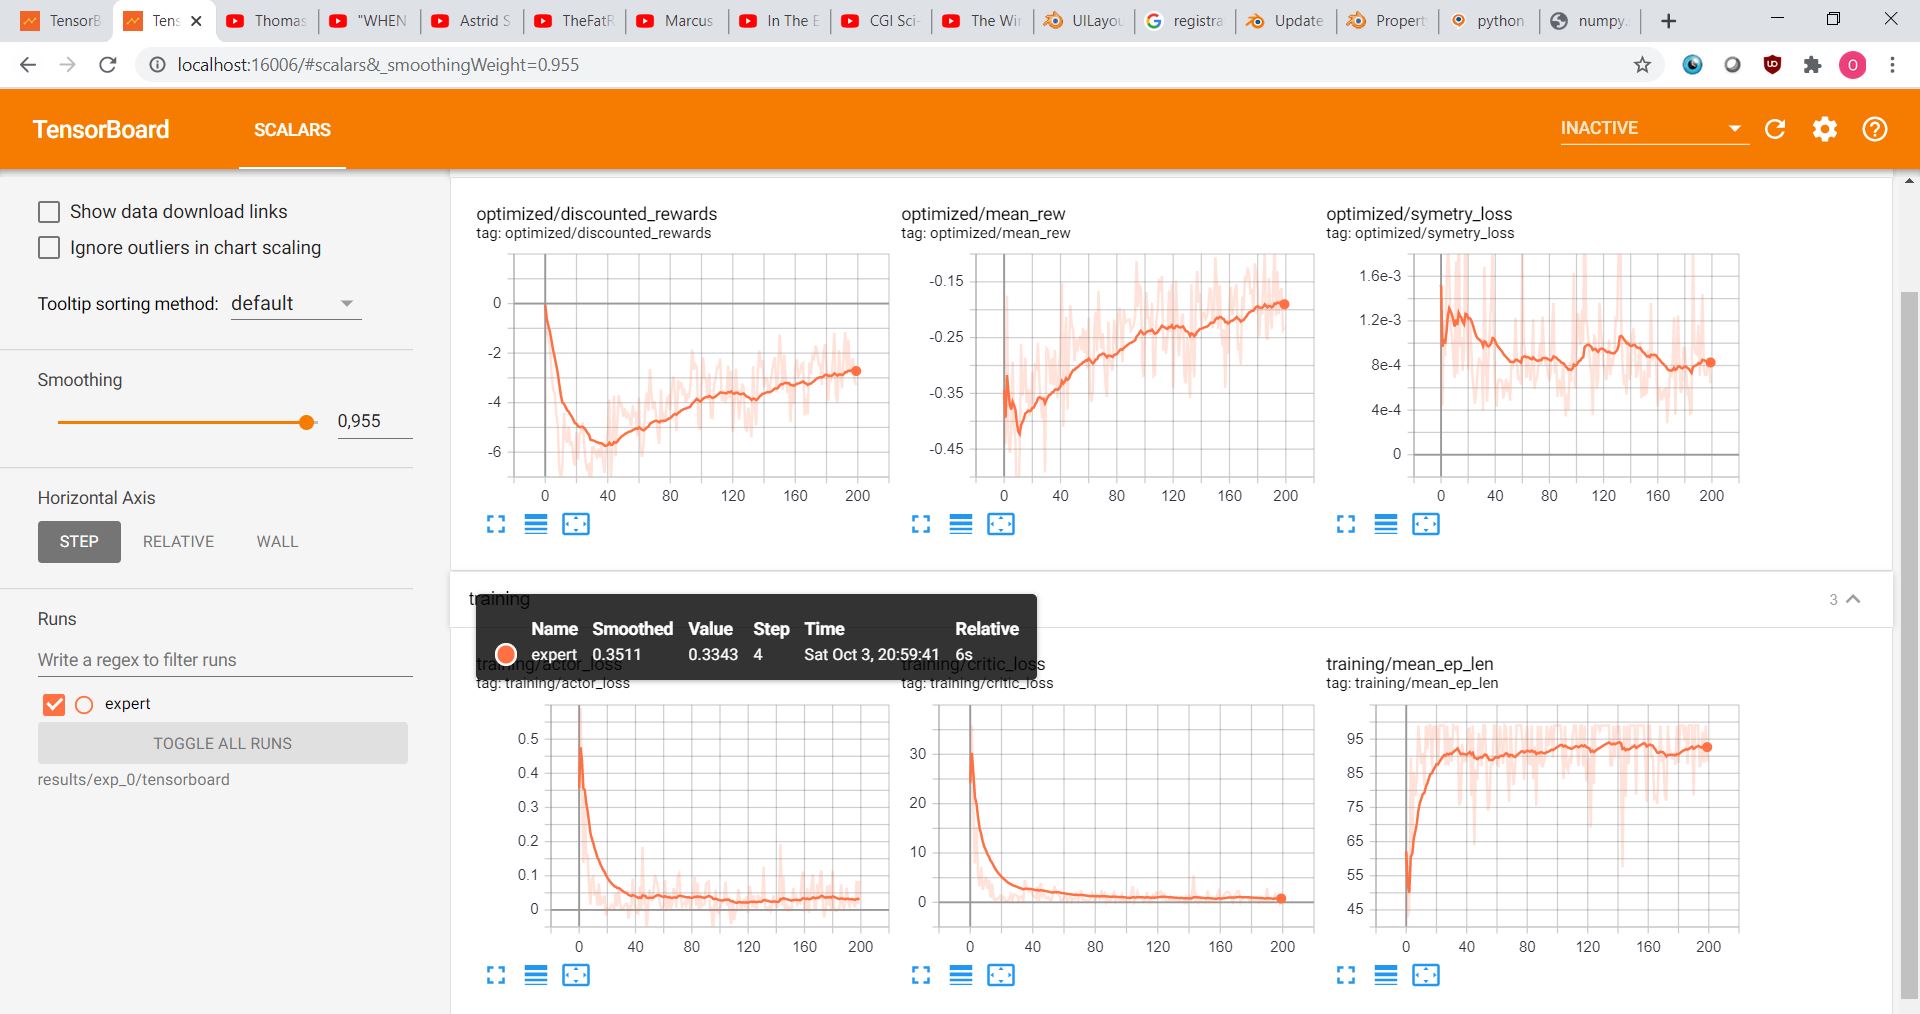 TensorB
Tens
Thomas
"WHEN
Astrid S
TheFatR
Marcus
In The E
CGI Sci-
The Wir
UILayou
registra
Update
Propert
python
numpy.
localhost:16006/#scalars&_smoothingWeight=0.955
TensorBoard
SCALARS
INACTIVE
Show data download links
Ignore outliers in chart scaling
Tooltip sorting method: default
Smoothing
0,955
Horizontal Axis
STEP RELATIVE WALL
Runs
Write a regex to filter runs
expert
TOGGLE ALL RUNS
results/exp_0/tensorboard
optimized/discounted_rewards
tag: optimized/discounted_rewards
0
-2
-4
-6
0 40 80 120 160 200
optimized/mean_rew
tag: optimized/mean_rew
-0.15
-0.25
-0.35
-0.45
0 40 80 120 160 200
optimized/symetry_loss
tag: optimized/symetry_loss
1.6e-3
1.2e-3
8e-4
4e-4
0
0 40 80 120 160 200
training
3
Name Smoothed Value Step Time Relative
expert 0.3511 0.3343 4 Sat Oct 3, 20:59:41 6s
training/actor_loss
tag: training/actor_loss
0.5
0.4
0.3
0.2
0.1
0
0 40 80 120 160 200
training/critic_loss
tag: training/critic_loss
30
20
10
0
0 40 80 120 160 200
training/mean_ep_len
tag: training/mean_ep_len
95
85
75
65
55
45
0 40 80 120 160 200